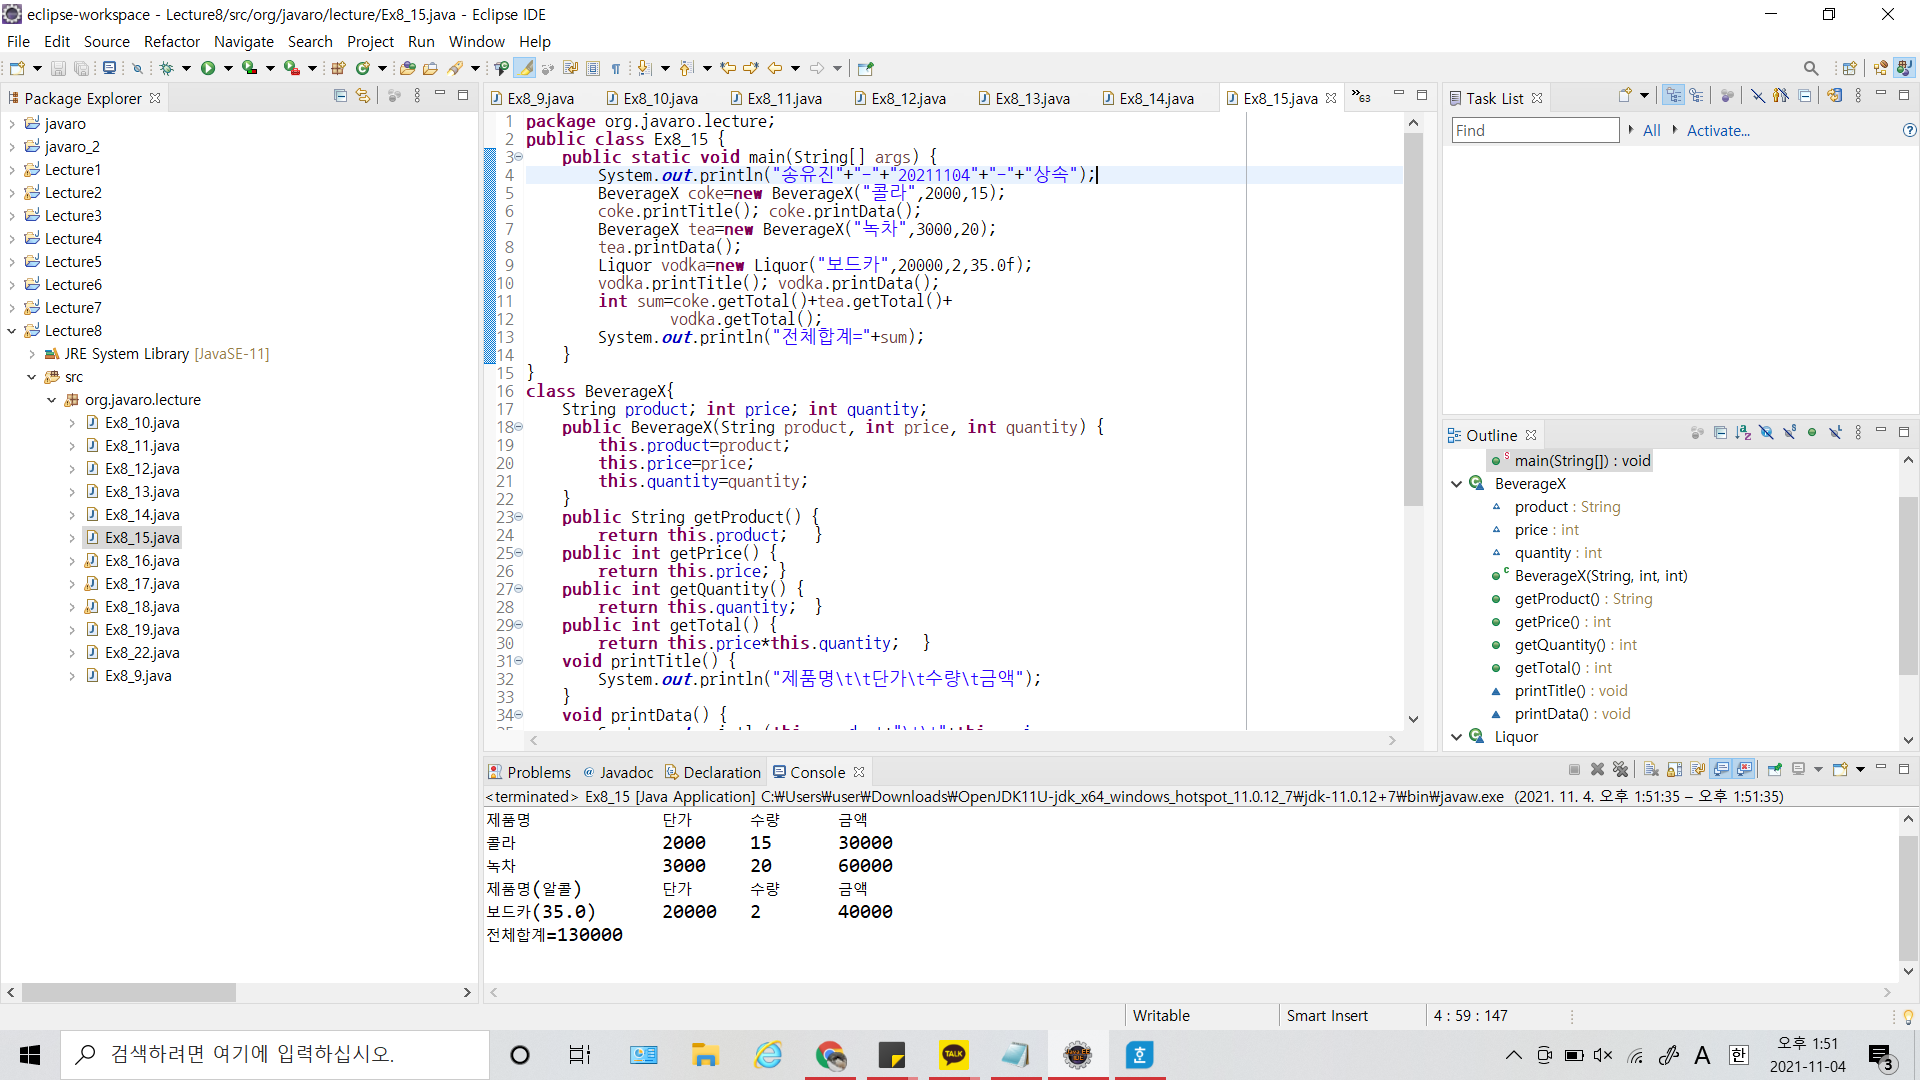 eclipse-workspace - Lecture8/src/org/javaro/lecture/Ex8_15.java - Eclipse IDE
File Edit Source Refactor Navigate Search Project Run Window Help
Package Explorer
javaro
javaro_2
Lecture1
Lecture2
Lecture3
Lecture4
Lecture5
Lecture6
Lecture7
Lecture8
JRE System Library [JavaSE-11]
src
org.javaro.lecture
Ex8_10.java
Ex8_11.java
Ex8_12.java
Ex8_13.java
Ex8_14.java
Ex8_15.java
Ex8_16.java
Ex8_17.java
Ex8_18.java
Ex8_19.java
Ex8_22.java
Ex8_9.java
Ex8_9.java Ex8_10.java Ex8_11.java Ex8_12.java Ex8_13.java Ex8_14.java Ex8_15.java »63
1 package org.javaro.lecture;
2 public class Ex8_15 {
3 public static void main(String[] args) {
4 System.out.println("송유진"+"-"+"20211104"+"-"+"상속");
5 BeverageX coke=new BeverageX("콜라",2000,15);
6 coke.printTitle(); coke.printData();
7 BeverageX tea=new BeverageX("녹차",3000,20);
8 tea.printData();
9 Liquor vodka=new Liquor("보드카",20000,2,35.0f);
10 vodka.printTitle(); vodka.printData();
11 int sum=coke.getTotal()+tea.getTotal()+
12 vodka.getTotal();
13 System.out.println("전체합계="+sum);
14 }
15 }
16 class BeverageX{
17 String product; int price; int quantity;
18 public BeverageX(String product, int price, int quantity) {
19 this.product=product;
20 this.price=price;
21 this.quantity=quantity;
22 }
23 public String getProduct() {
24 return this.product; }
25 public int getPrice() {
26 return this.price; }
27 public int getQuantity() {
28 return this.quantity; }
29 public int getTotal() {
30 return this.price*this.quantity; }
31 void printTitle() {
32 System.out.println("제품명\t\t단가\t수량\t금액");
33 }
34 void printData() {
Task List
Find All Activate...
Outline
main(String[]) : void
BeverageX
product : String
price : int
quantity : int
BeverageX(String, int, int)
getProduct() : String
getPrice() : int
getQuantity() : int
getTotal() : int
printTitle() : void
printData() : void
Liquor
Problems @ Javadoc Declaration Console
<terminated> Ex8_15 [Java Application] C:₩Users₩user₩Downloads₩OpenJDK11U-jdk_x64_windows_hotspot_11.0.12_7₩jdk-11.0.12+7₩bin₩javaw.exe (2021. 11. 4. 오후 1:51:35 – 오후 1:51:35)
제품명 단가 수량 금액
콜라 2000 15 30000
녹차 3000 20 60000
제품명(알콜) 단가 수량 금액
보드카(35.0) 20000 2 40000
전체합계=130000
Writable Smart Insert 4 : 59 : 147
검색하려면 여기에 입력하십시오.
TALK
A 한
오후 1:51
2021-11-04
3